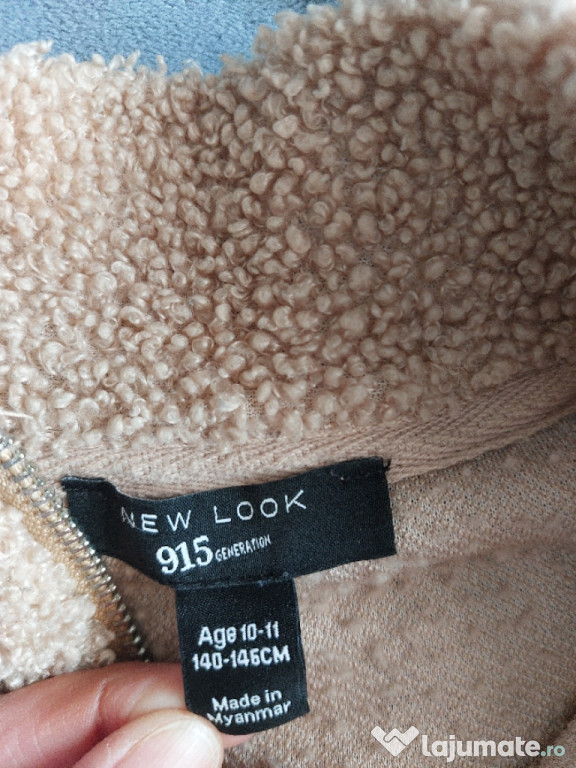 NEW LOOK
915 GENERATION
Age 10-11
140-146CM
Made in
Myanmar
lajumate.ro